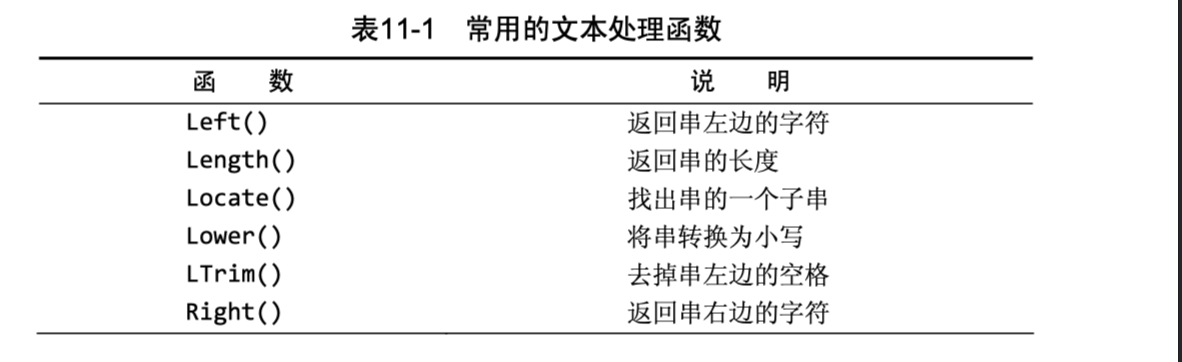 表11-1 常用的文本处理函数
函 数 说 明
Left() 返回串左边的字符
Length() 返回串的长度
Locate() 找出串的一个子串
Lower() 将串转换为小写
LTrim() 去掉串左边的空格
Right() 返回串右边的字符